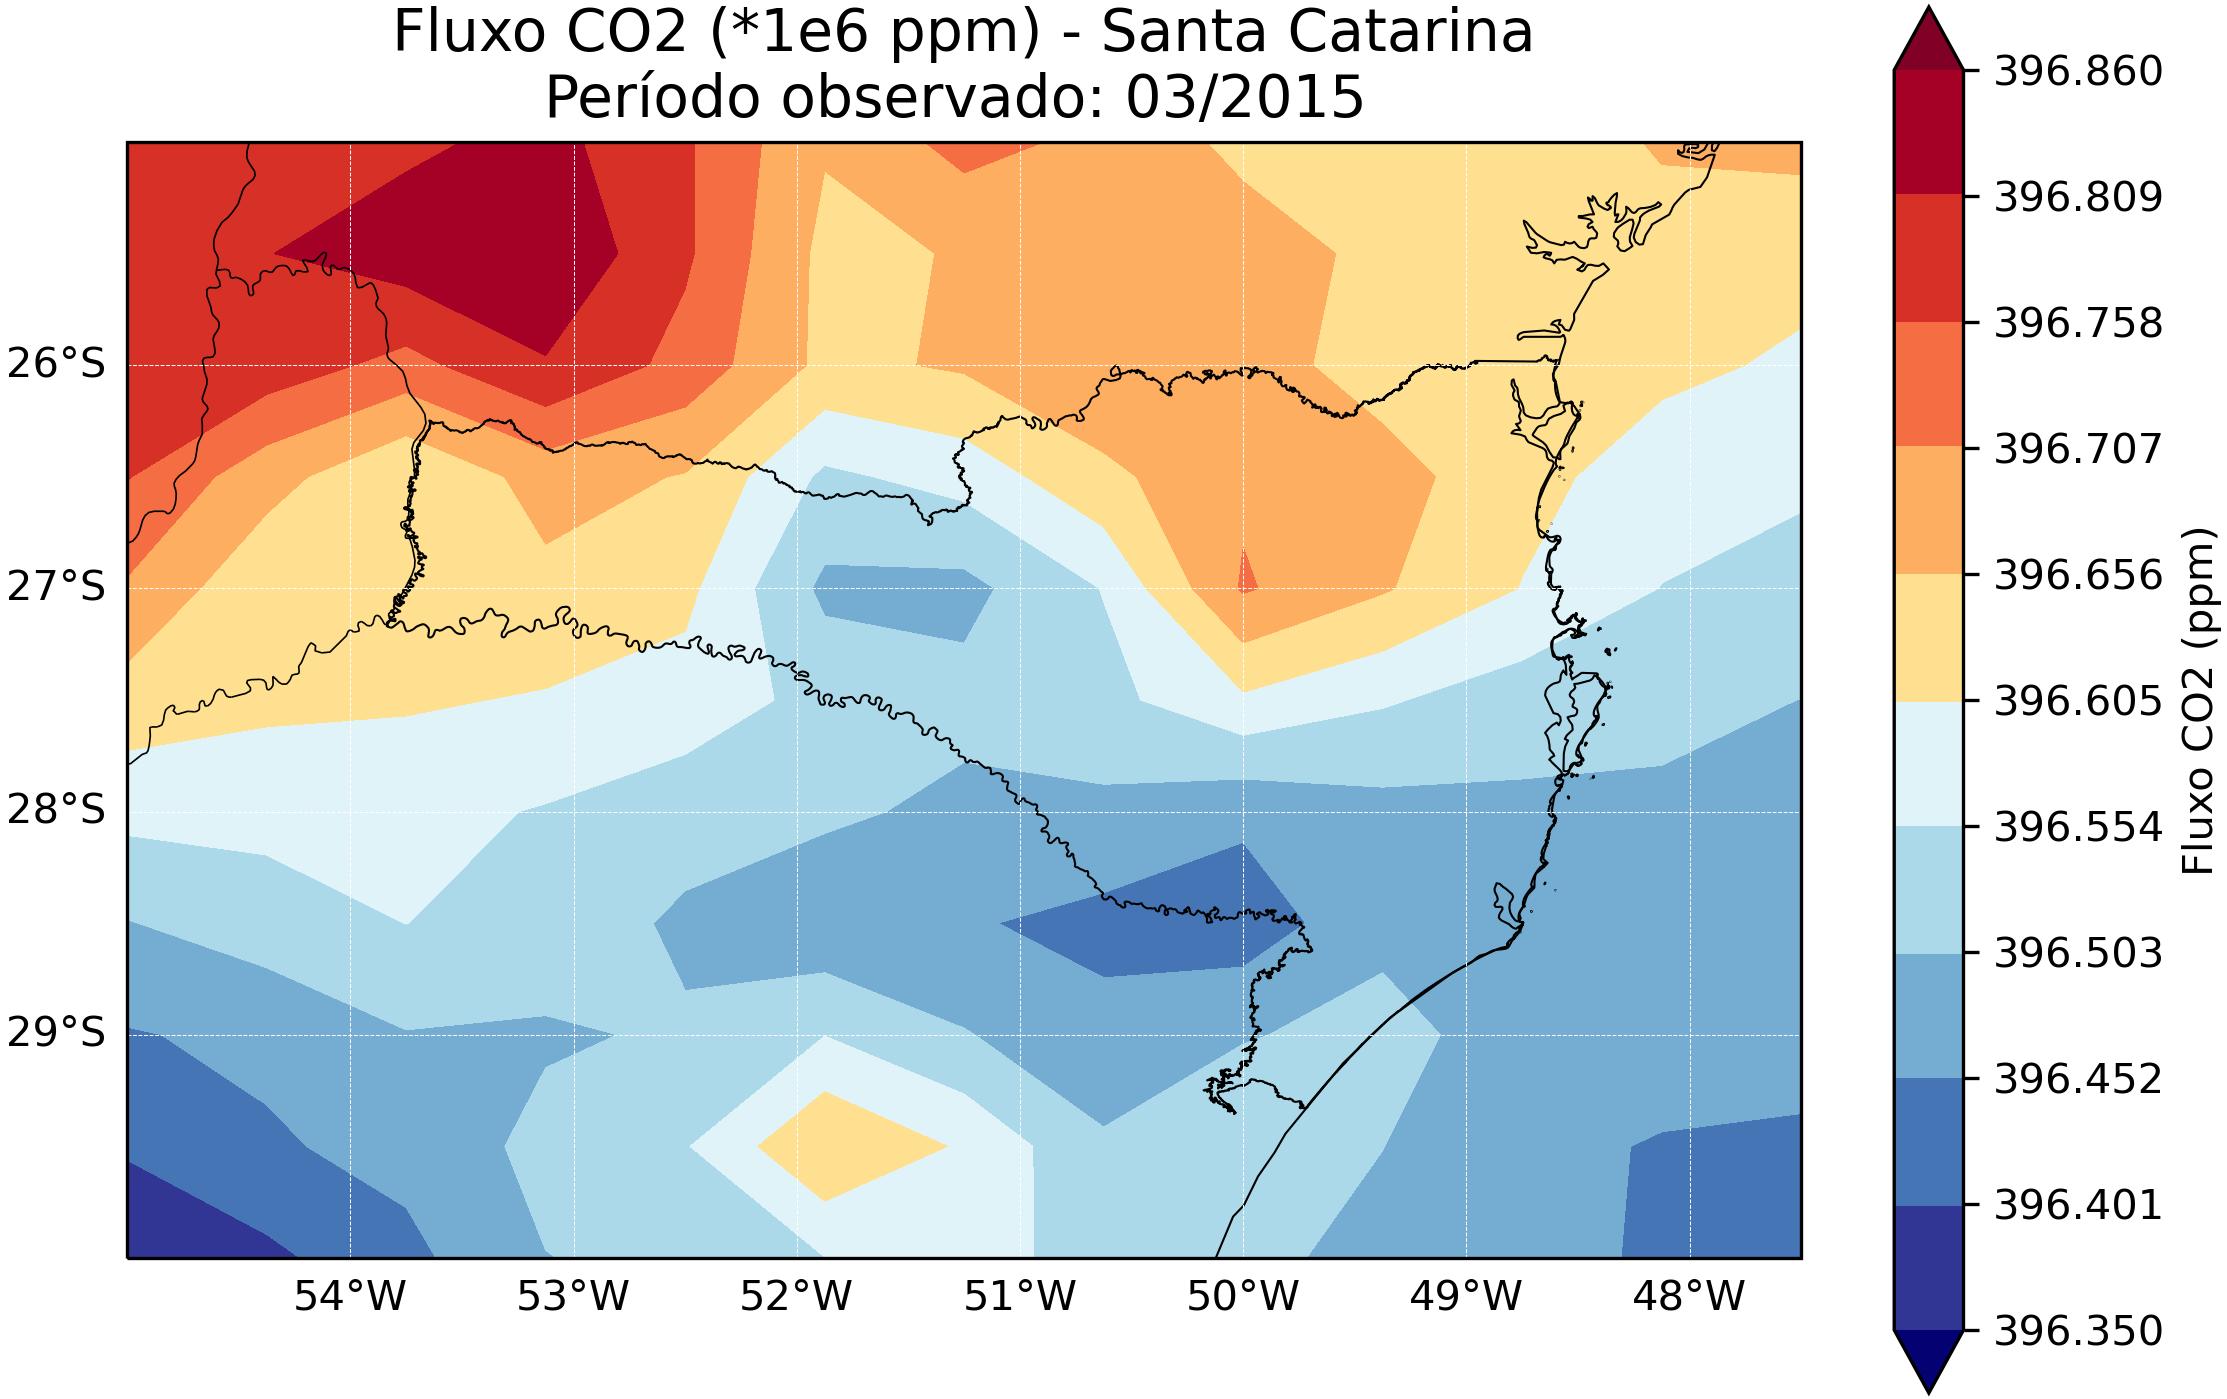 Fluxo CO2 (*1e6 ppm) - Santa Catarina
Período observado: 03/2015
26°S
27°S
28°S
29°S
54°W
53°W
52°W
51°W
50°W
49°W
48°W
396.860
396.809
396.758
396.707
396.656
396.605
396.554
396.503
396.452
396.401
396.350
Fluxo CO2 (ppm)